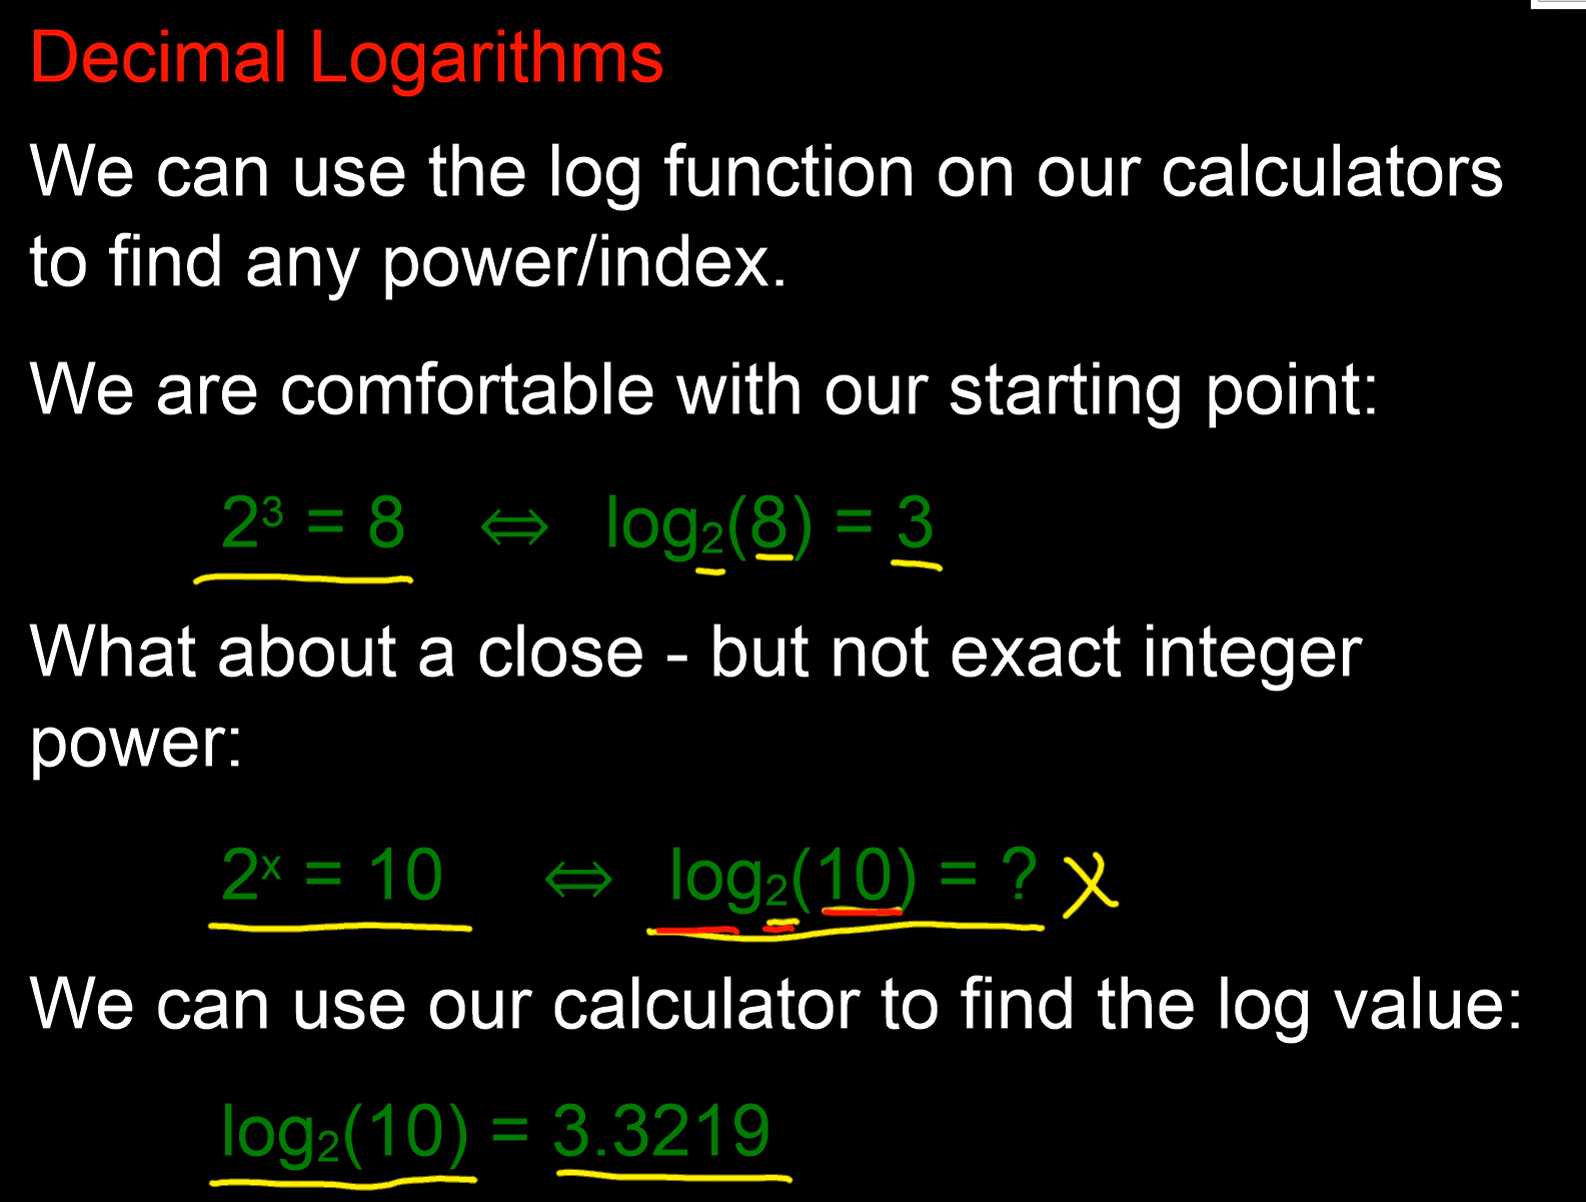 Decimal Logarithms
We can use the log function on our calculators
to find any power/index.
We are comfortable with our starting point:
2³ = 8 ⇔ log₂(8) = 3
What about a close - but not exact integer
power:
2ˣ = 10 ⇔ log₂(10) = ? x
We can use our calculator to find the log value:
log₂(10) = 3.3219